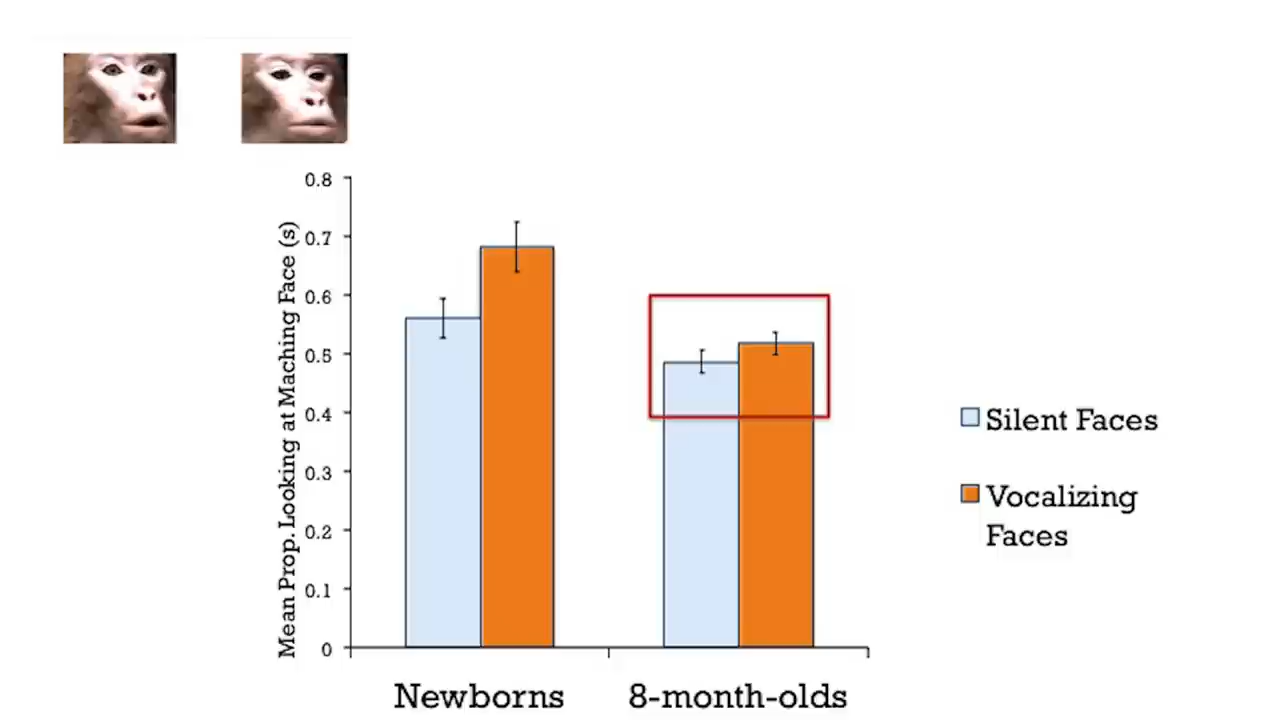 Mean Prop. Looking at Maching Face (s)
0.8
0.7
0.6
0.5
0.4
0.3
0.2
0.1
0
Newborns
8-month-olds
Silent Faces
Vocalizing
Faces